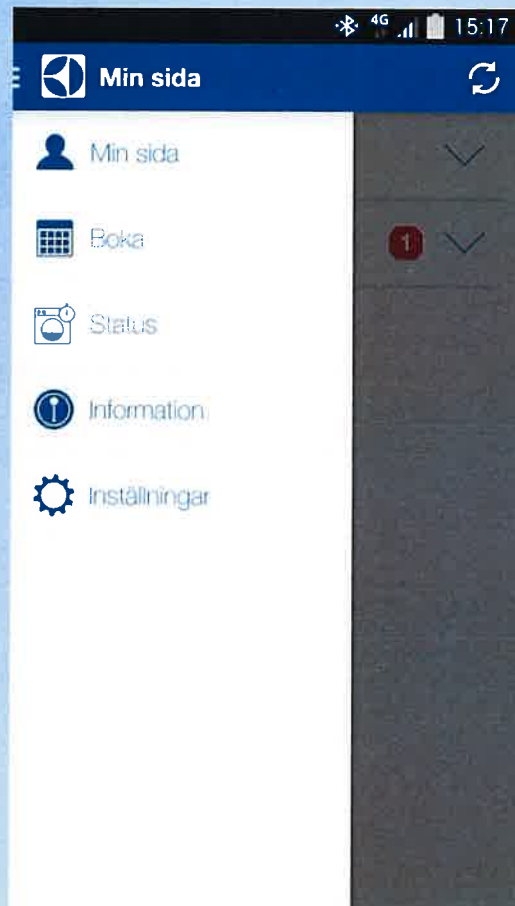 4G 15:17
Min sida
Min sida
Boka
1
Status
Information
Inställningar